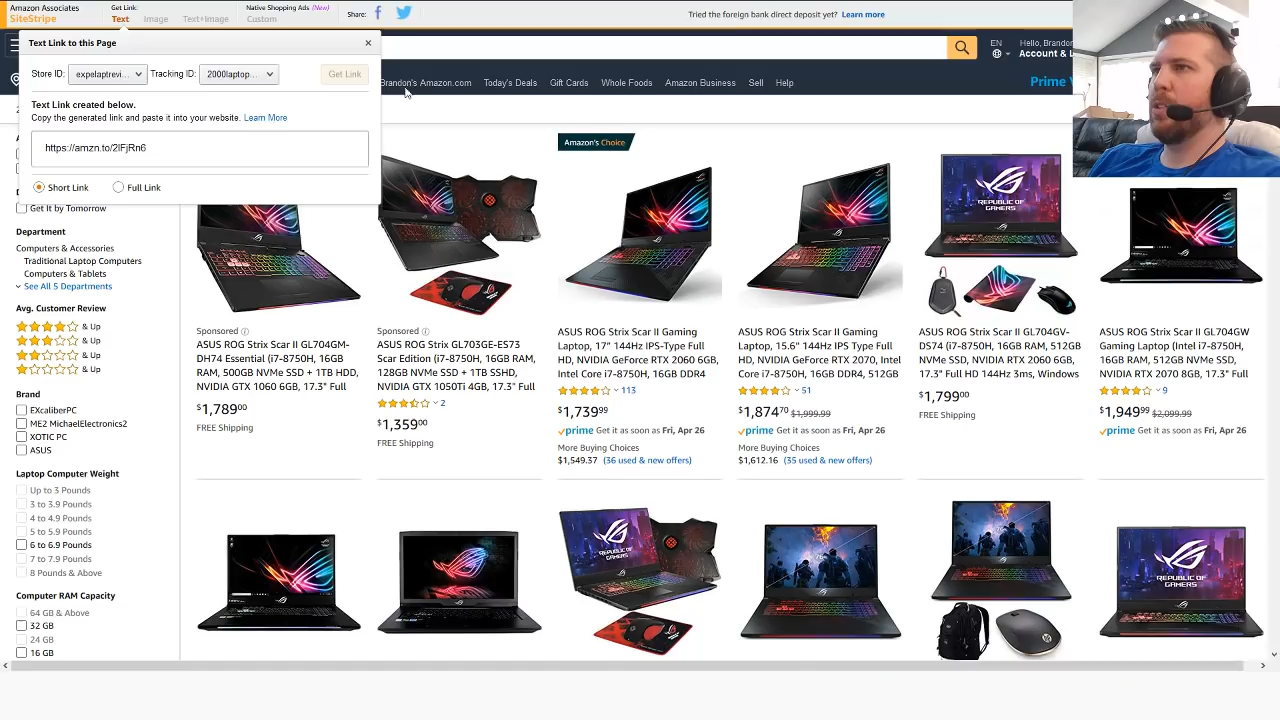 Amazon Associates
SiteStripe
Get Link:
Text Image Text+Image
Native Shopping Ads (New)
Custom
Share:
Tried the foreign bank direct deposit yet? Learn more
Text Link to this Page
Store ID: expelaptrevi... Tracking ID: 2000laptop... Get Link
Text Link created below.
Copy the generated link and paste it into your website. Learn More
https://amzn.to/2lFjRn6
Short Link Full Link
EN
Hello, Brandon
Account &
Brandon's Amazon.com Today's Deals Gift Cards Whole Foods Amazon Business Sell Help
Prime
Get It by Tomorrow
Department
Computers & Accessories
Traditional Laptop Computers
Computers & Tablets
See All 5 Departments
Avg. Customer Review
& Up
& Up
& Up
& Up
Brand
EXcaliberPC
ME2 MichaelElectronics2
XOTIC PC
ASUS
Laptop Computer Weight
Up to 3 Pounds
3 to 3.9 Pounds
4 to 4.9 Pounds
5 to 5.9 Pounds
6 to 6.9 Pounds
7 to 7.9 Pounds
8 Pounds & Above
Computer RAM Capacity
64 GB & Above
32 GB
24 GB
16 GB
Sponsored
ASUS ROG Strix Scar II GL704GM-
DH74 Essential (i7-8750H, 16GB
RAM, 500GB NVMe SSD + 1TB HDD,
NVIDIA GTX 1060 6GB, 17.3" Full
$1,789.00
FREE Shipping
Sponsored
ASUS ROG Strix GL703GE-ES73
Scar Edition (i7-8750H, 16GB RAM,
128GB NVMe SSD + 1TB SSHD,
NVIDIA GTX 1050Ti 4GB, 17.3" Full
2
$1,359.00
FREE Shipping
Amazon's Choice
ASUS ROG Strix Scar II Gaming
Laptop, 17" 144Hz IPS-Type Full
HD, NVIDIA GeForce RTX 2060 6GB,
Intel Core i7-8750H, 16GB DDR4
113
$1,739.99
prime Get it as soon as Fri, Apr 26
More Buying Choices
$1,549.37 (36 used & new offers)
ASUS ROG Strix Scar II Gaming
Laptop, 15.6" 144Hz IPS Type Full
HD, NVIDIA GeForce RTX 2070, Intel
Core i7-8750H, 16GB DDR4, 512GB
51
$1,874.70 $1,999.99
prime Get it as soon as Fri, Apr 26
More Buying Choices
$1,612.16 (35 used & new offers)
REPUBLIC OF
GAMERS
ASUS ROG Strix Scar II GL704GV-
DS74 (i7-8750H, 16GB RAM, 512GB
NVMe SSD, NVIDIA RTX 2060 6GB,
17.3" Full HD 144Hz 3ms, Windows
$1,799.00
FREE Shipping
ASUS ROG Strix Scar II GL704GW
Gaming Laptop (Intel i7-8750H,
16GB RAM, 512GB NVMe SSD,
NVIDIA RTX 2070 8GB, 17.3" Full
9
$1,949.99 $2,099.99
prime Get it as soon as Fri, Apr 26
REPUBLIC OF
GAMERS
REPUBLIC OF
GAMERS